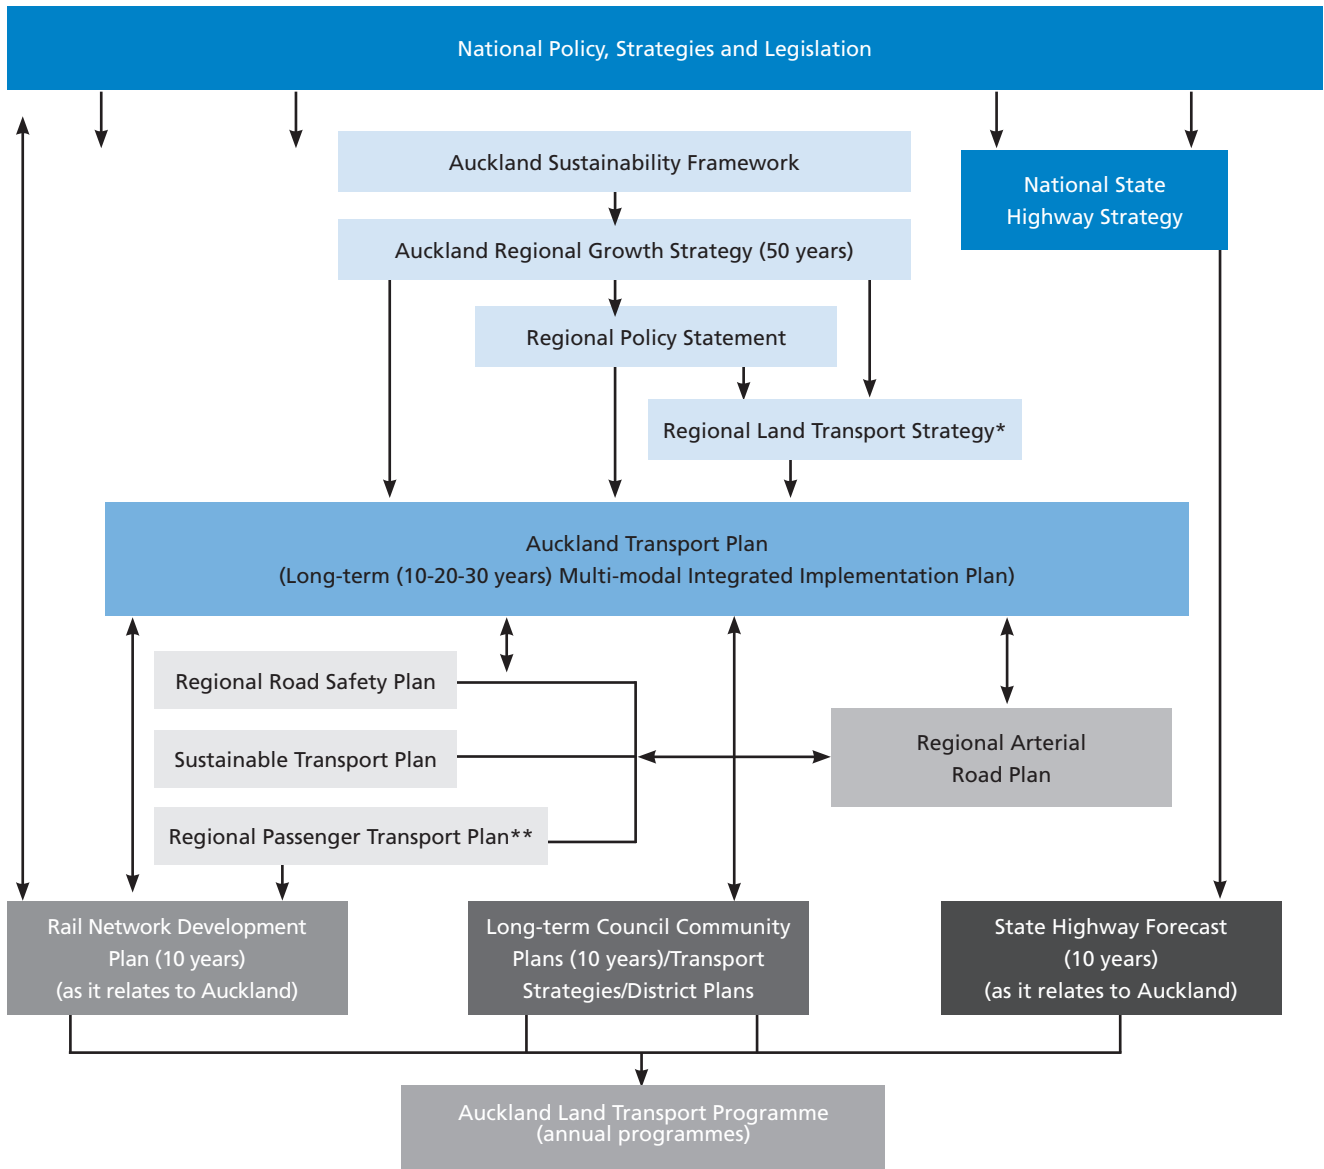 National Policy, Strategies and Legislation
Auckland Sustainability Framework
National State
Highway Strategy
Auckland Regional Growth Strategy (50 years)
Regional Policy Statement
Regional Land Transport Strategy*
Auckland Transport Plan
(Long-term (10-20-30 years) Multi-modal Integrated Implementation Plan)
Regional Road Safety Plan
Sustainable Transport Plan
Regional Passenger Transport Plan**
Regional Arterial
Road Plan
Rail Network Development
Plan (10 years)
(as it relates to Auckland)
Long-term Council Community
Plans (10 years)/Transport
Strategies/District Plans
State Highway Forecast
(10 years)
(as it relates to Auckland)
Auckland Land Transport Programme
(annual programmes)